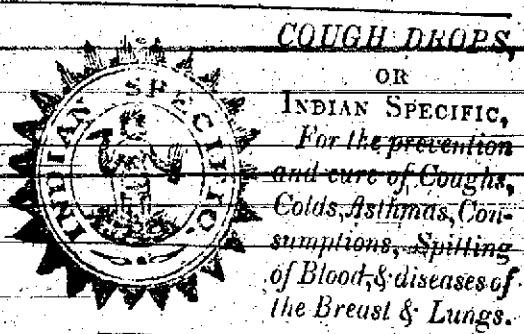 INDIAN SPECIFIC.
COUGH DROPS,
OR
INDIAN SPECIFIC,
For the prevention
and cure of Coughs,
Colds, Asthmas, Con-
sumptions, Spitting
of Blood, & diseases of
the Breast & Lungs.